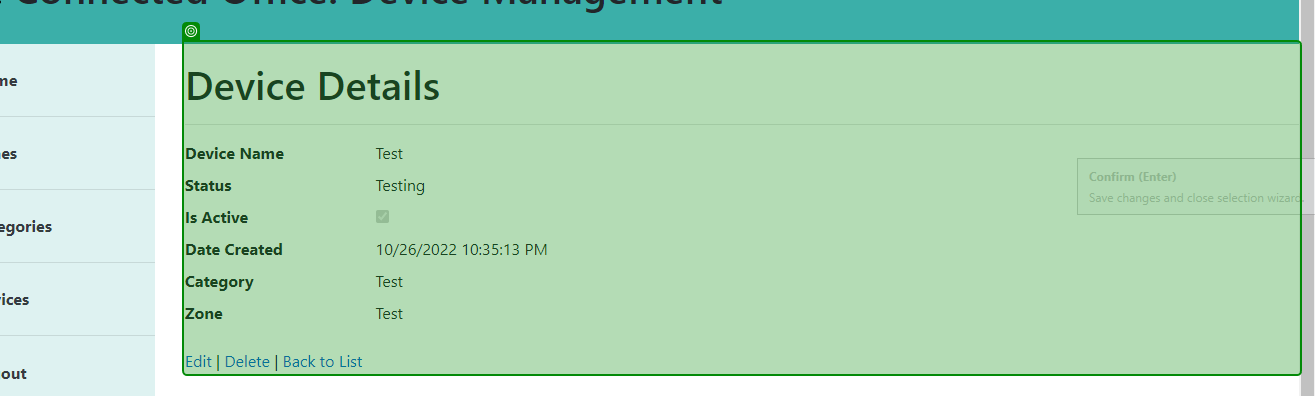 Connected Office: Device Management
me
Device Details
es
Device Name Test
Confirm (Enter)
Status Testing
Save changes and close selection wizard.
Is Active
egories
Date Created 10/26/2022 10:35:13 PM
Category Test
ices
Zone Test
Edit | Delete | Back to List
out